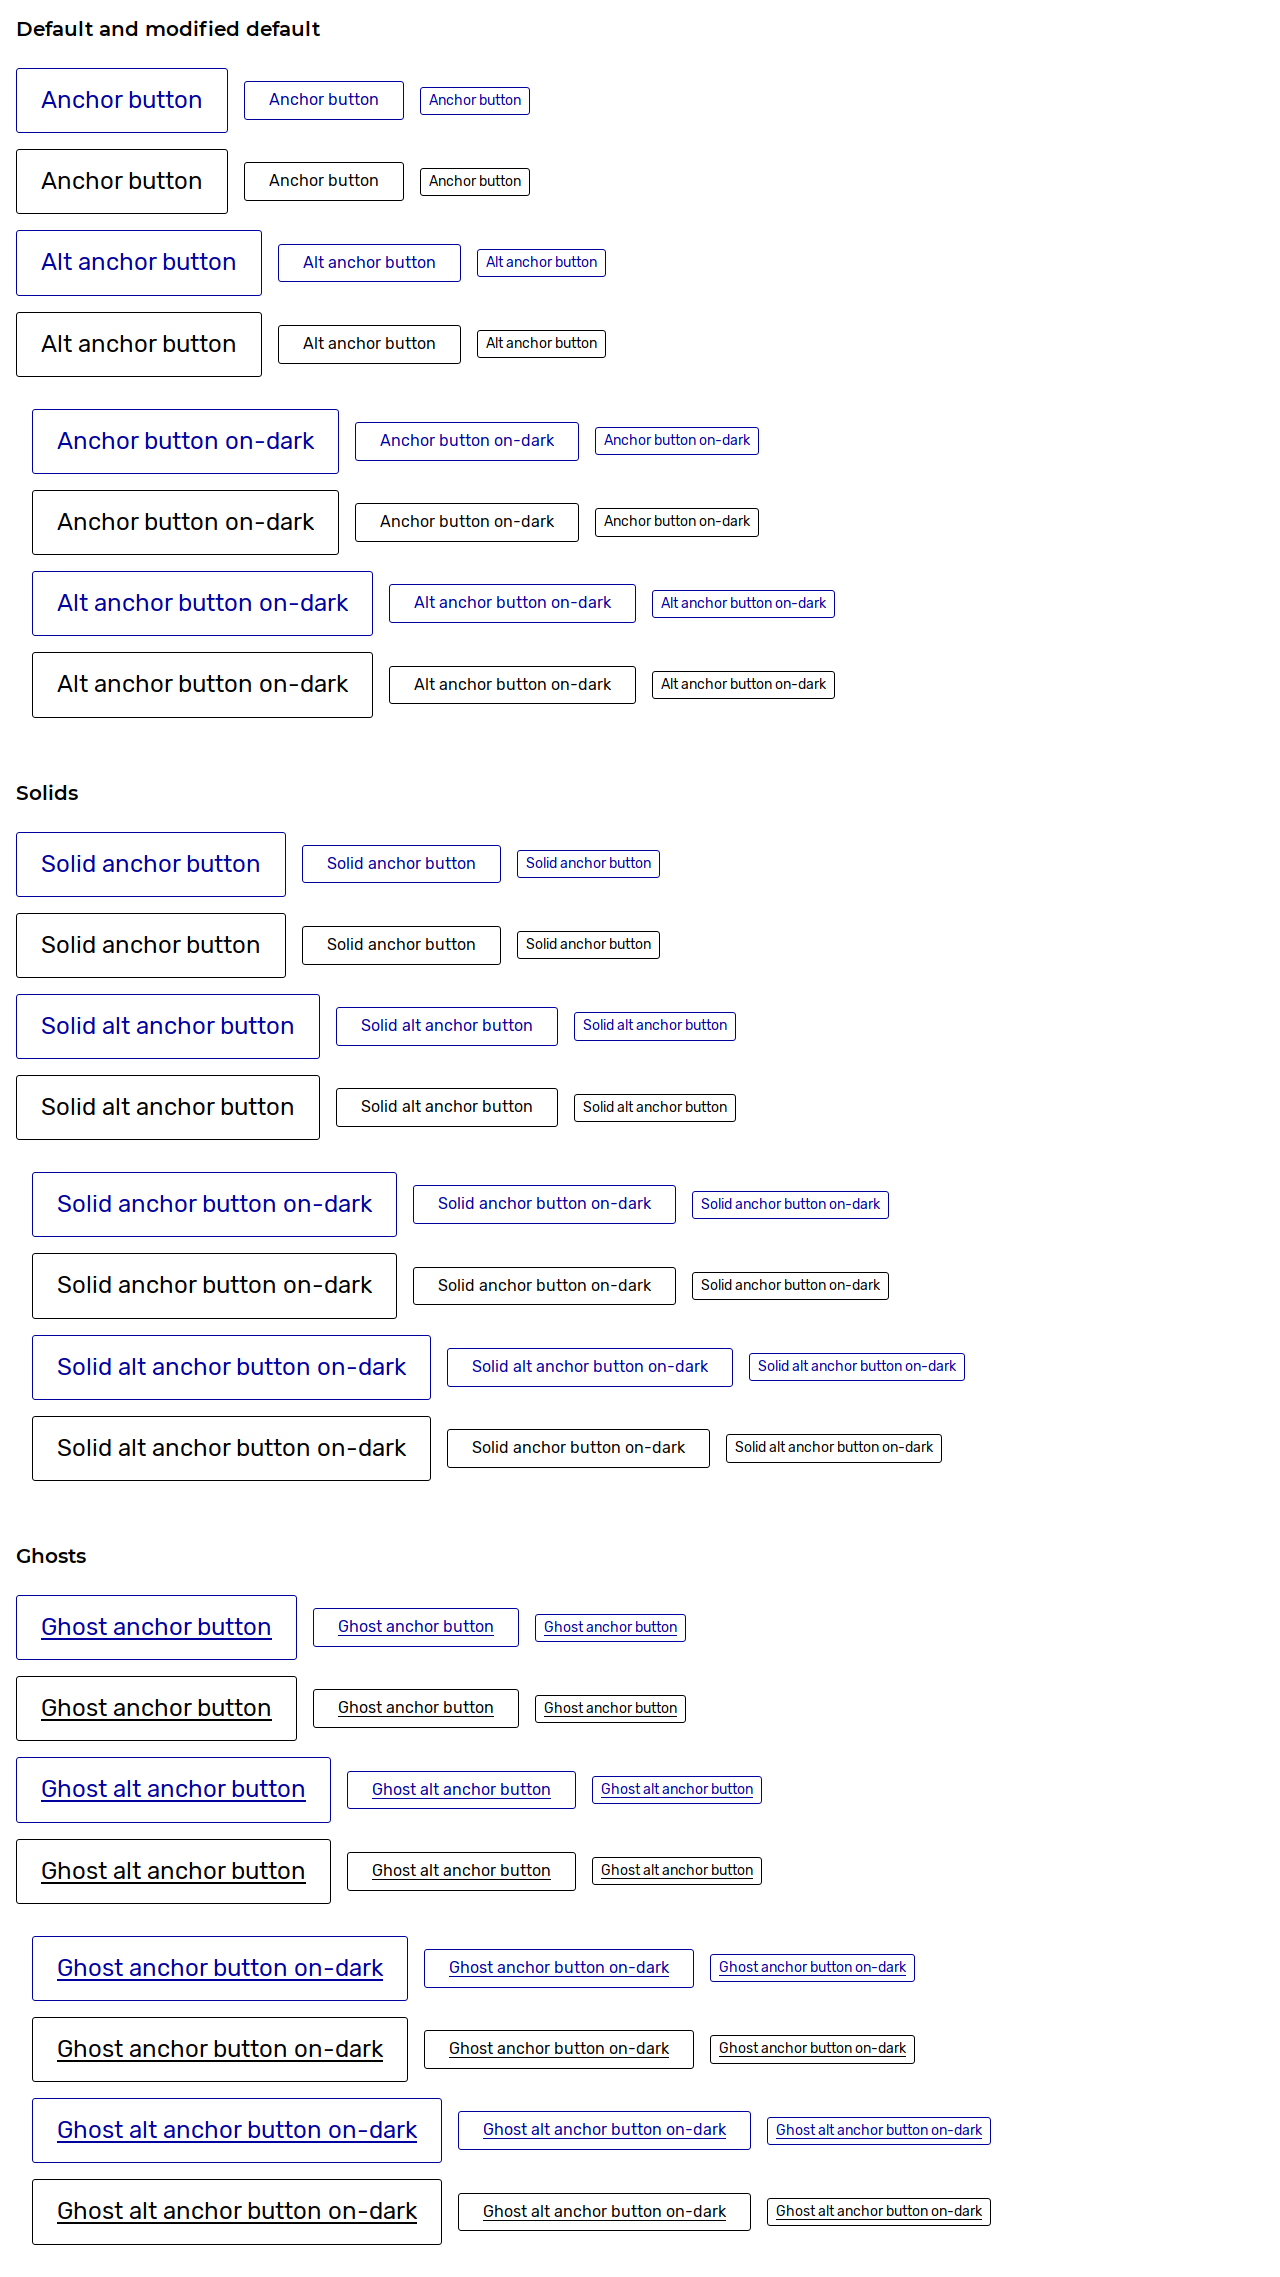 Default and modified default
Anchor button Anchor button Anchor button
Anchor button Anchor button Anchor button
Alt anchor button Alt anchor button Alt anchor button
Alt anchor button Alt anchor button Alt anchor button
Anchor button on-dark Anchor button on-dark Anchor button on-dark
Anchor button on-dark Anchor button on-dark Anchor button on-dark
Alt anchor button on-dark Alt anchor button on-dark Alt anchor button on-dark
Alt anchor button on-dark Alt anchor button on-dark Alt anchor button on-dark
Solids
Solid anchor button Solid anchor button Solid anchor button
Solid anchor button Solid anchor button Solid anchor button
Solid alt anchor button Solid alt anchor button Solid alt anchor button
Solid alt anchor button Solid alt anchor button Solid alt anchor button
Solid anchor button on-dark Solid anchor button on-dark Solid anchor button on-dark
Solid anchor button on-dark Solid anchor button on-dark Solid anchor button on-dark
Solid alt anchor button on-dark Solid alt anchor button on-dark Solid alt anchor button on-dark
Solid alt anchor button on-dark Solid anchor button on-dark Solid alt anchor button on-dark
Ghosts
Ghost anchor button Ghost anchor button Ghost anchor button
Ghost anchor button Ghost anchor button Ghost anchor button
Ghost alt anchor button Ghost alt anchor button Ghost alt anchor button
Ghost alt anchor button Ghost alt anchor button Ghost alt anchor button
Ghost anchor button on-dark Ghost anchor button on-dark Ghost anchor button on-dark
Ghost anchor button on-dark Ghost anchor button on-dark Ghost anchor button on-dark
Ghost alt anchor button on-dark Ghost alt anchor button on-dark Ghost alt anchor button on-dark
Ghost alt anchor button on-dark Ghost alt anchor button on-dark Ghost alt anchor button on-dark